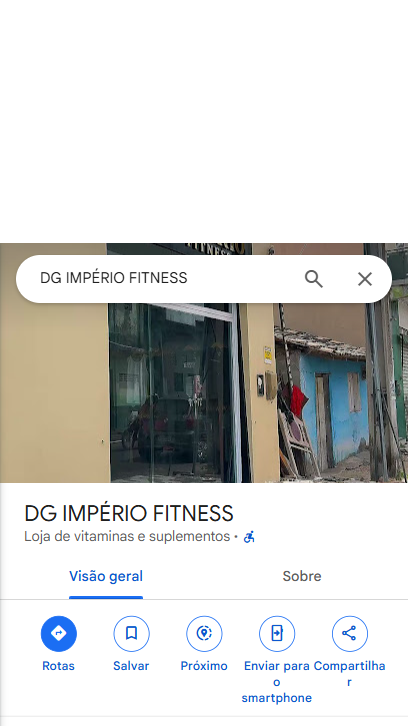 DG IMPÉRIO FITNESS
DG IMPÉRIO FITNESS
Loja de vitaminas e suplementos •
Visão geral
Sobre
Rotas
Salvar
Próximo
Enviar para
o
smartphone
Compartilha
r